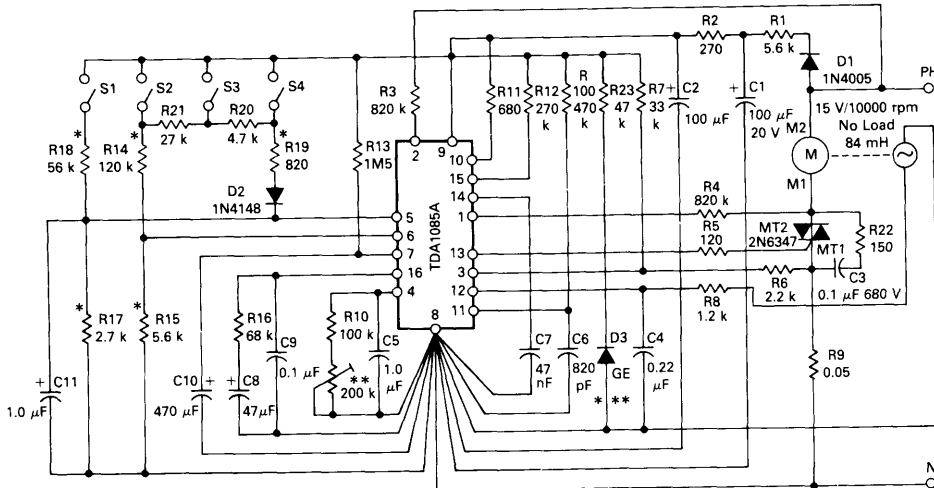 S1
S2
S3
S4
*
*
R18
56 k
R14
120 k
R21
27 k
R20
4.7 k
R19
820
D2
1N4148
R13
1M5
R3
820 k
2
9
10
15
14
1
13
3
12
11
8
5
6
7
16
4
TDA1085A
R11
680
R12
270
k
R
100
470
k
R23
47
k
R7
33
k
+
C2
100 µF
R2
270
R1
5.6 k
+
C1
100
µF
20 V
D1
1N4005
PH
15 V/10000 rpm
M2
No Load
84 mH
M
M1
R4
820 k
R5
120
MT2
2N6347
MT1
R22
150
C3
0.1 µF 680 V
R6
2.2 k
R8
1.2 k
R9
0.05
*
R17
2.7 k
*
R15
5.6 k
+
C11
1.0 µF
C10
+
470 µF
R16
68 k
+
C8
47µF
C9
0.1 µF
R10
100 k
**
200 k
C5
1.0
µF
C7
47
nF
C6
820
pF
D3
GE
* **
C4
0.22
µF
N